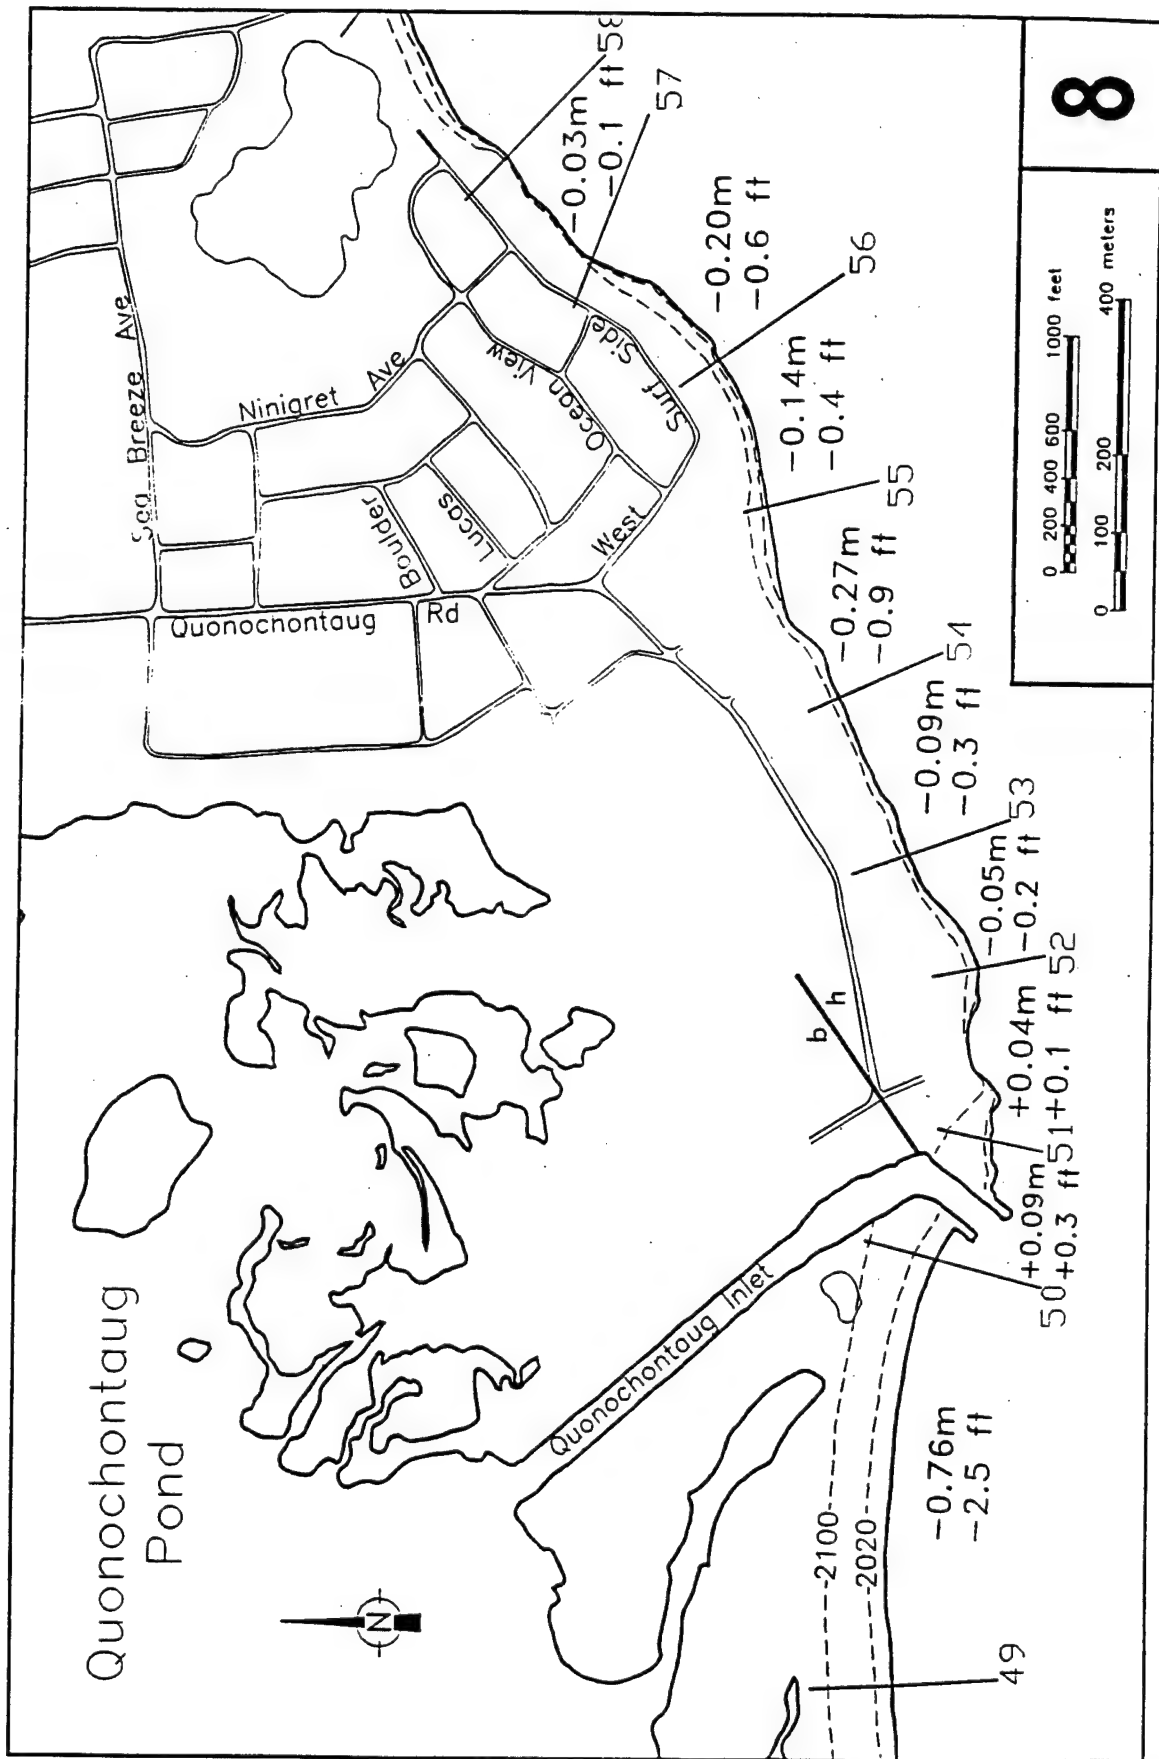 Quonochontaug
Pond
N
Sea Breeze Ave
Ninigret Ave
Quonochontaug Rd
Boulder
Lucas
Ocean View
Surf Side
West
Quonochontaug Inlet
b
h
-2100-
-2020-
49
-0.76m
-2.5 ft
50
+0.09m
+0.3 ft
51
+0.04m
+0.1 ft
52
-0.05m
-0.2 ft
53
-0.09m
-0.3 ft
54
-0.27m
-0.9 ft
55
-0.14m
-0.4 ft
56
-0.20m
-0.6 ft
57
-0.03m
-0.1 ft
58
0 200 400 600 1000 feet
0 100 200 400 meters
8